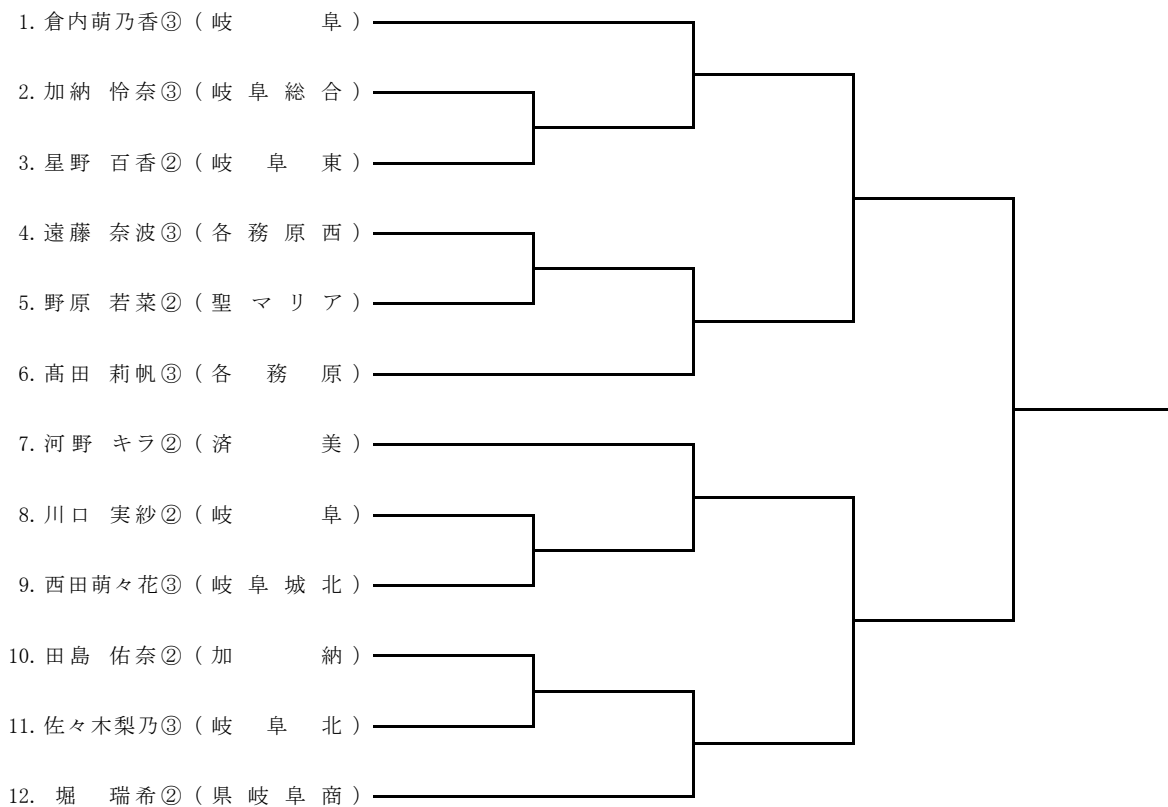 1. 倉内萌乃香③ ( 岐 阜 )
2. 加納 怜奈③ ( 岐阜総合 )
3. 星野 百香② ( 岐 阜 東 )
4. 遠藤 奈波③ ( 各務原西 )
5. 野原 若菜② ( 聖マリア )
6. 髙田 莉帆③ ( 各 務 原 )
7. 河野 キラ② ( 済 美 )
8. 川口 実紗② ( 岐 阜 )
9. 西田萌々花③ ( 岐阜城北 )
10. 田島 佑奈② ( 加 納 )
11. 佐々木梨乃③ ( 岐 阜 北 )
12. 堀 瑞希② ( 県岐阜商 )